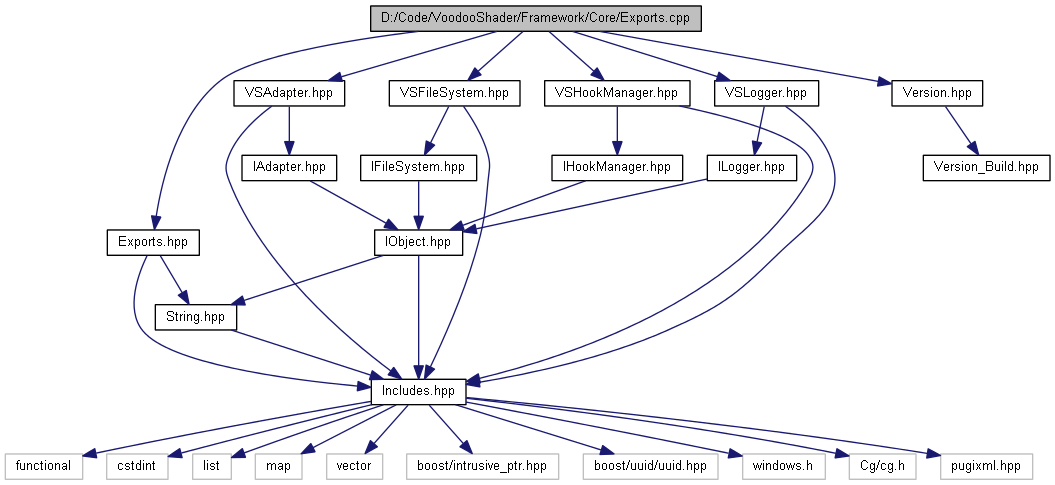 D:/Code/VoodooShader/Framework/Core/Exports.cpp
VSAdapter.hpp
VSFileSystem.hpp
VSHookManager.hpp
VSLogger.hpp
Version.hpp
IAdapter.hpp
IFileSystem.hpp
IHookManager.hpp
ILogger.hpp
Version_Build.hpp
Exports.hpp
IObject.hpp
String.hpp
Includes.hpp
functional
cstdint
list
map
vector
boost/intrusive_ptr.hpp
boost/uuid/uuid.hpp
windows.h
Cg/cg.h
pugixml.hpp